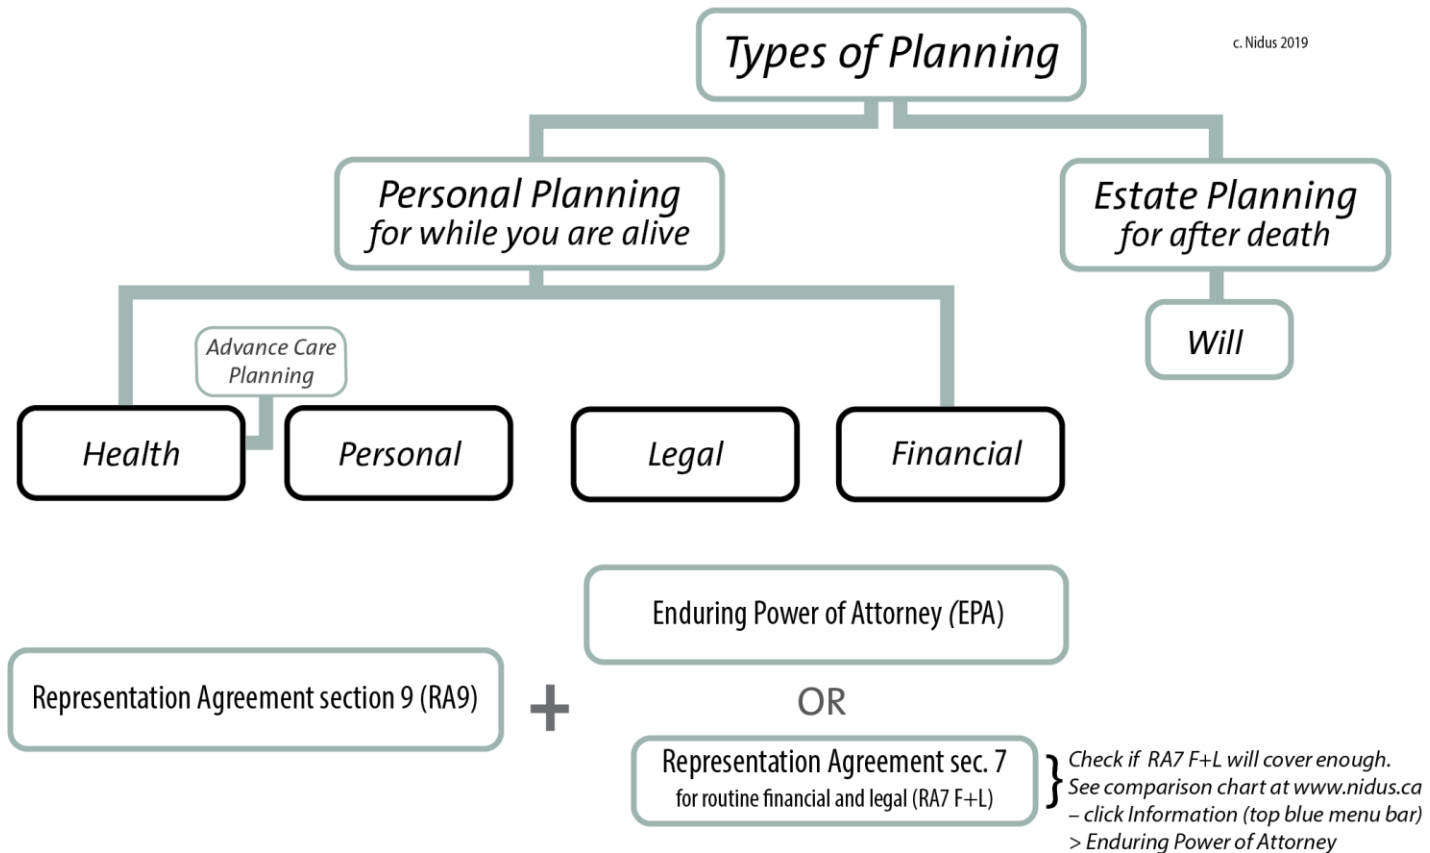 Types of Planning
c. Nidus 2019
Personal Planning
for while you are alive
Estate Planning
for after death
Advance Care
Planning
Will
Health
Personal
Legal
Financial
Enduring Power of Attorney (EPA)
Representation Agreement section 9 (RA9)
+
OR
Representation Agreement sec. 7
for routine financial and legal (RA7 F+L)
} Check if RA7 F+L will cover enough.
See comparison chart at www.nidus.ca
– click Information (top blue menu bar)
> Enduring Power of Attorney